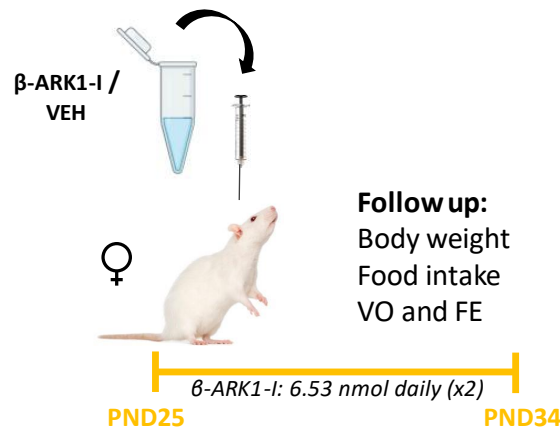 β-ARK1-I /
VEH
♀
Follow up:
Body weight
Food intake
VO and FE
β-ARK1-I: 6.53 nmol daily (x2)
PND25
PND34